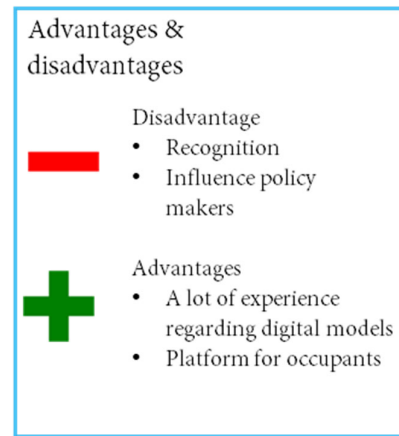 Advantages &
disadvantages
Disadvantage
• Recognition
• Influence policy
makers
Advantages
• A lot of experience
regarding digital models
• Platform for occupants